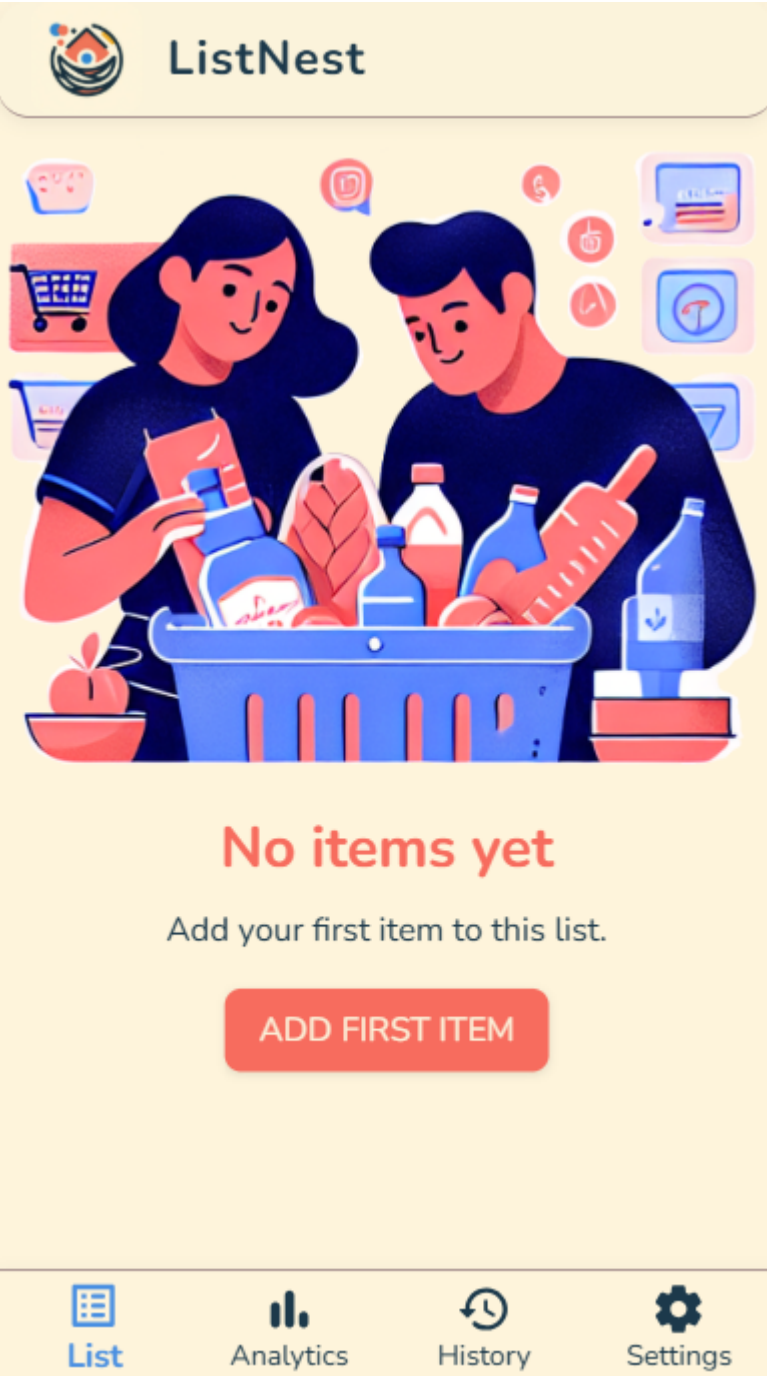 ListNest
No items yet
Add your first item to this list.
ADD FIRST ITEM
List
Analytics
History
Settings